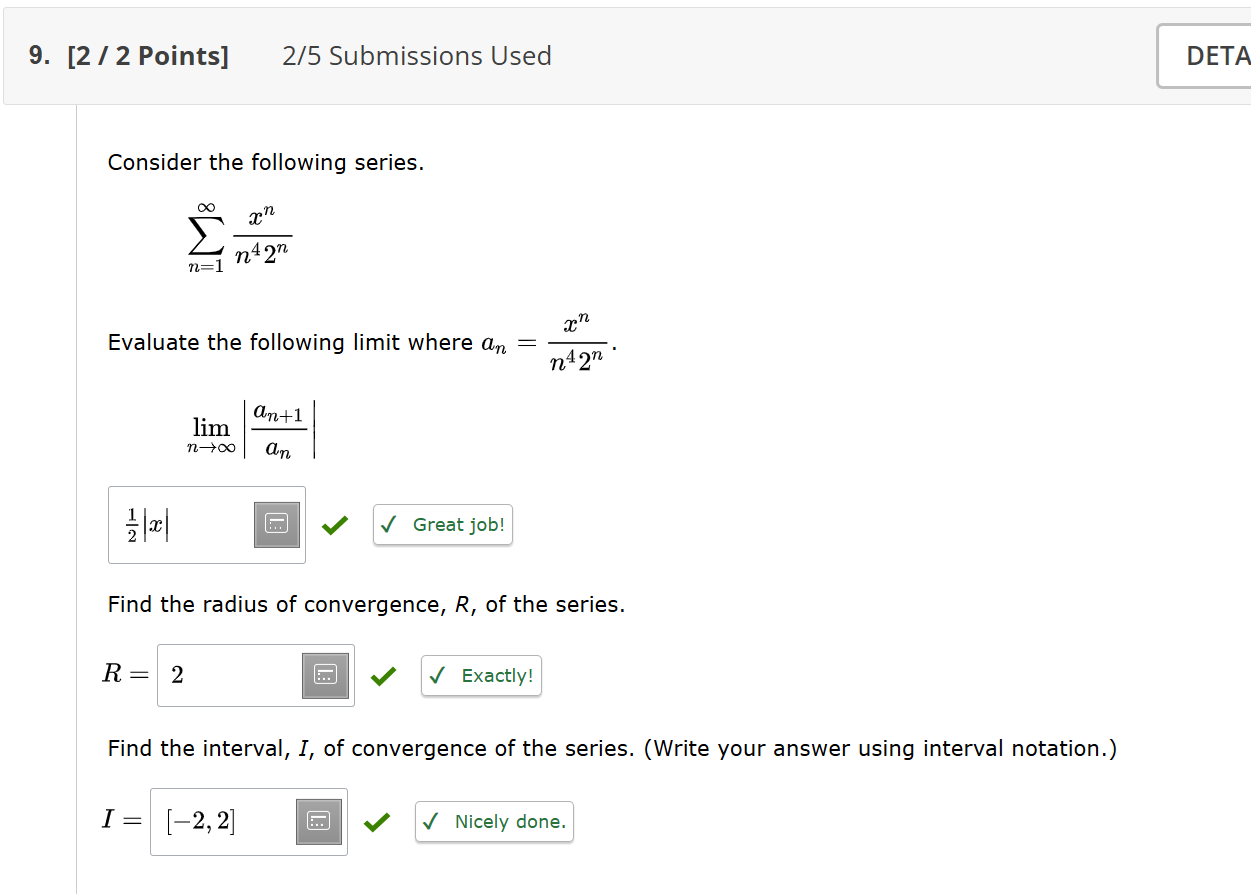 9. [2 / 2 Points] 2/5 Submissions Used DETA
Consider the following series.
∞
∑ xⁿ / n⁴2ⁿ
n=1
Evaluate the following limit where aₙ = xⁿ / n⁴2ⁿ.
lim n→∞ |aₙ₊₁ / aₙ|
1/2|x| ✓ Great job!
Find the radius of convergence, R, of the series.
R = 2 ✓ Exactly!
Find the interval, I, of convergence of the series. (Write your answer using interval notation.)
I = [−2, 2] ✓ Nicely done.